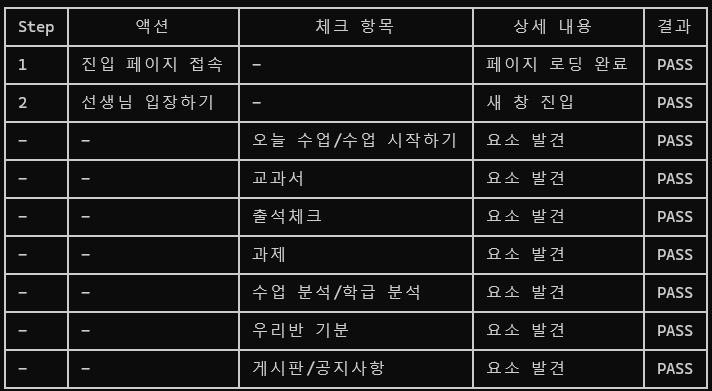 Step 액션 체크 항목 상세 내용 결과
1 진입 페이지 접속 – 페이지 로딩 완료 PASS
2 선생님 입장하기 – 새 창 진입 PASS
– – 오늘 수업/수업 시작하기 요소 발견 PASS
– – 교과서 요소 발견 PASS
– – 출석체크 요소 발견 PASS
– – 과제 요소 발견 PASS
– – 수업 분석/학급 분석 요소 발견 PASS
– – 우리반 기분 요소 발견 PASS
– – 게시판/공지사항 요소 발견 PASS